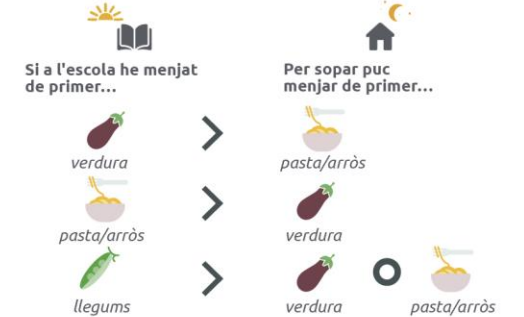 Si a l'escola he menjat
de primer...
Per sopar puc
menjar de primer...
verdura
pasta/arròs
pasta/arròs
verdura
llegums
verdura
O
pasta/arròs